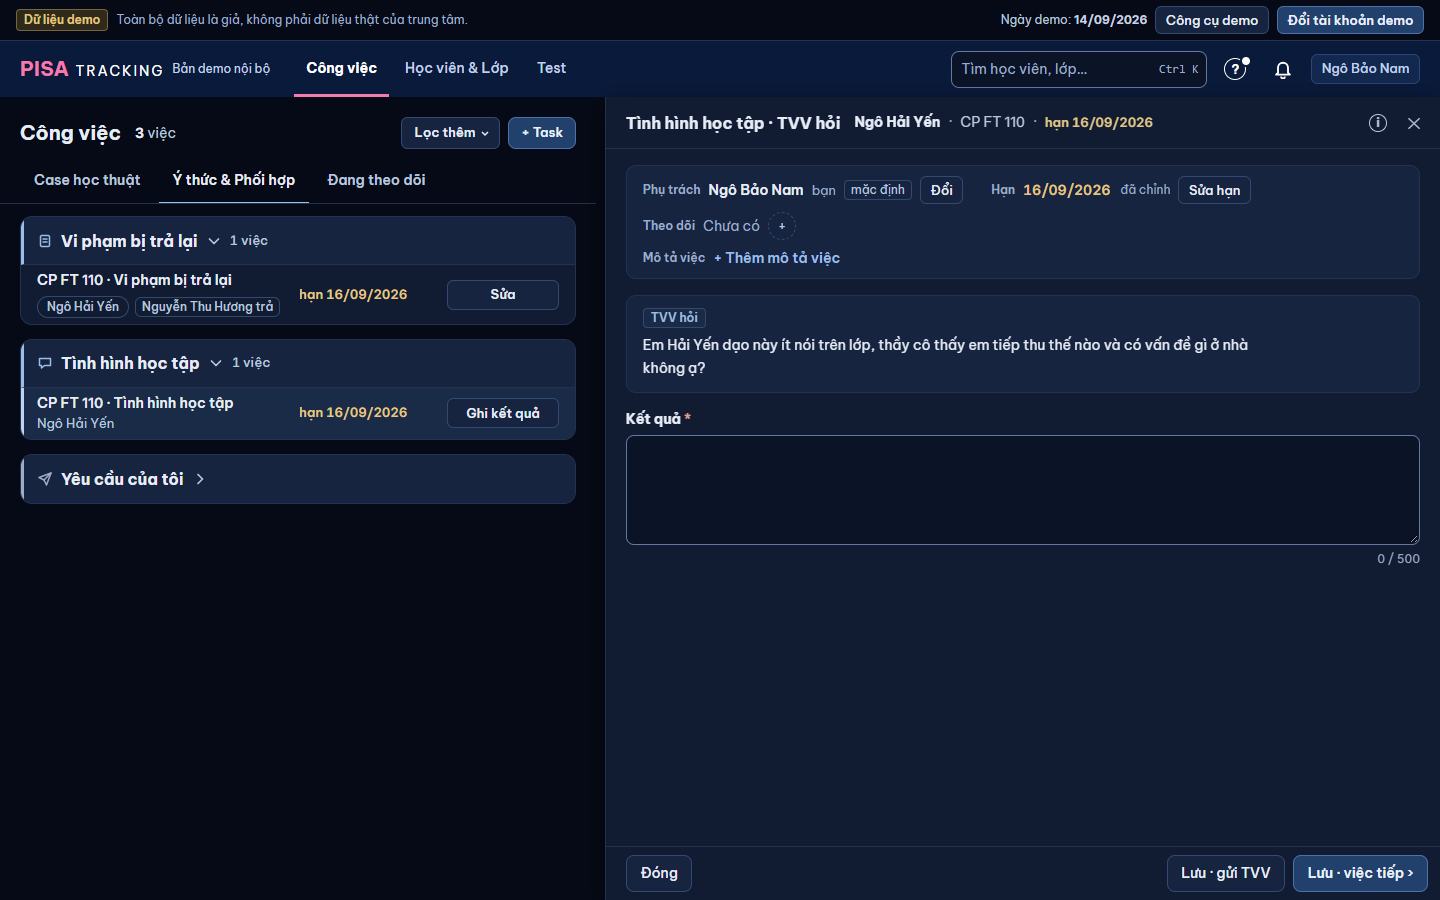 Dữ liệu demo Toàn bộ dữ liệu là giả, không phải dữ liệu thật của trung tâm. Ngày demo: 14/09/2026 Công cụ demo Đổi tài khoản demo
PISA TRACKING Bản demo nội bộ Công việc Học viên & Lớp Test Tìm học viên, lớp... Ctrl K ? Ngô Bảo Nam
Công việc 3 việc Lọc thêm + Task
Case học thuật Ý thức & Phối hợp Đang theo dõi
Vi phạm bị trả lại 1 việc
CP FT 110 · Vi phạm bị trả lại
Ngô Hải Yến Nguyễn Thu Hương trả
hạn 16/09/2026 Sửa
Tình hình học tập 1 việc
CP FT 110 · Tình hình học tập
Ngô Hải Yến
hạn 16/09/2026 Ghi kết quả
Yêu cầu của tôi
Tình hình học tập · TVV hỏi Ngô Hải Yến · CP FT 110 · hạn 16/09/2026
Phụ trách Ngô Bảo Nam bạn mặc định Đổi Hạn 16/09/2026 đã chỉnh Sửa hạn
Theo dõi Chưa có +
Mô tả việc + Thêm mô tả việc
TVV hỏi
Em Hải Yến dạo này ít nói trên lớp, thầy cô thấy em tiếp thu thế nào và có vấn đề gì ở nhà
không ạ?
Kết quả *
0 / 500
Đóng Lưu · gửi TVV Lưu · việc tiếp ›